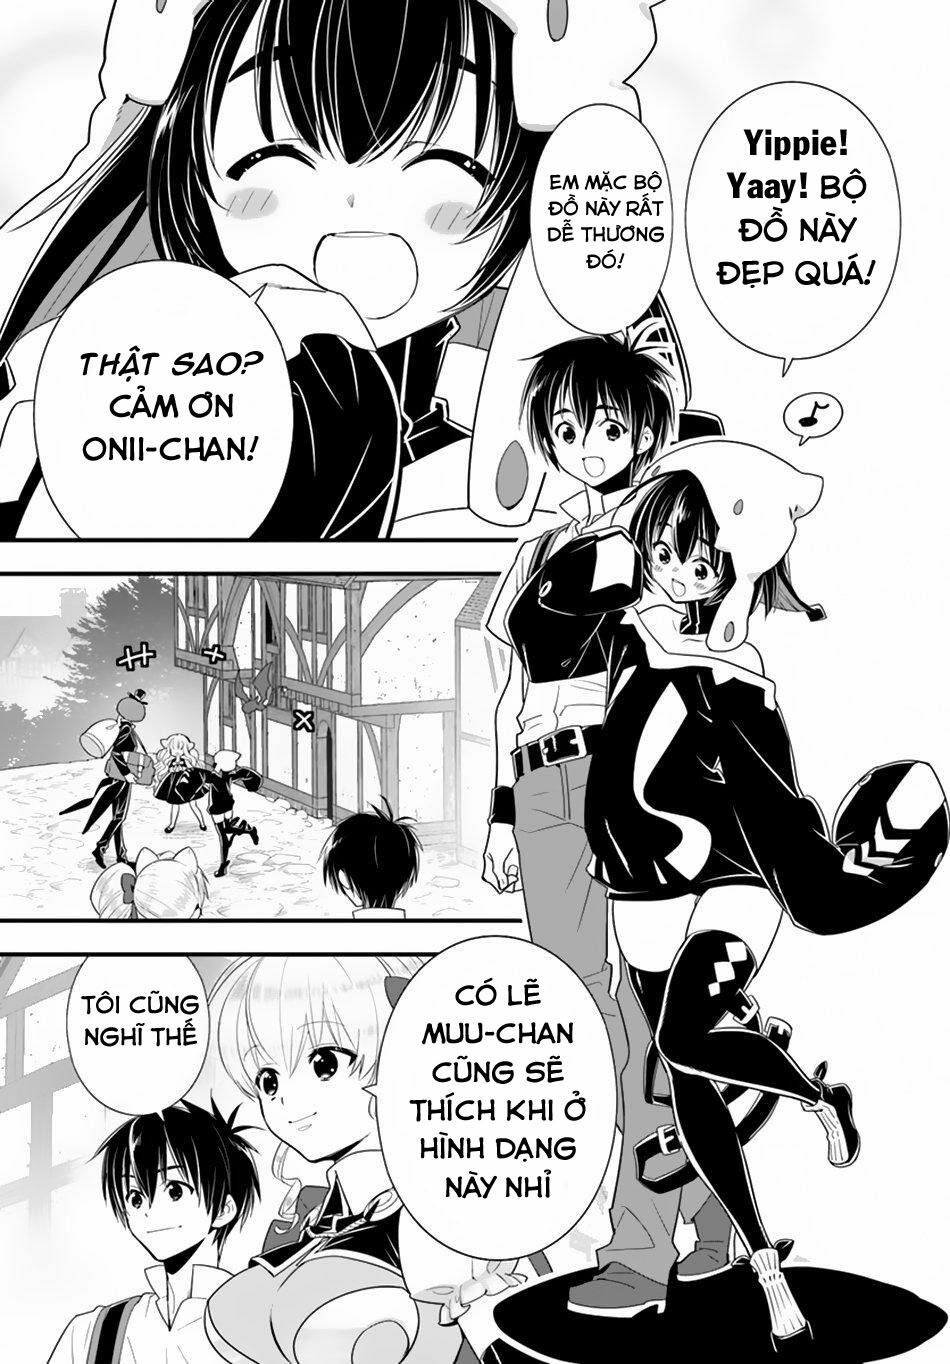 Yippie!
Yaay! BỘ
ĐỒ NÀY
ĐẸP QUÁ!
EM MẶC BỘ
ĐỒ NÀY RẤT
DỄ THƯƠNG
ĐÓ!
THẬT SAO?
CẢM ƠN
ONII-CHAN!
CÓ LẼ
MUU-CHAN
CŨNG SẼ
THÍCH KHI Ở
HÌNH DẠNG
NÀY NHỈ
TÔI CŨNG
NGHĨ THẾ